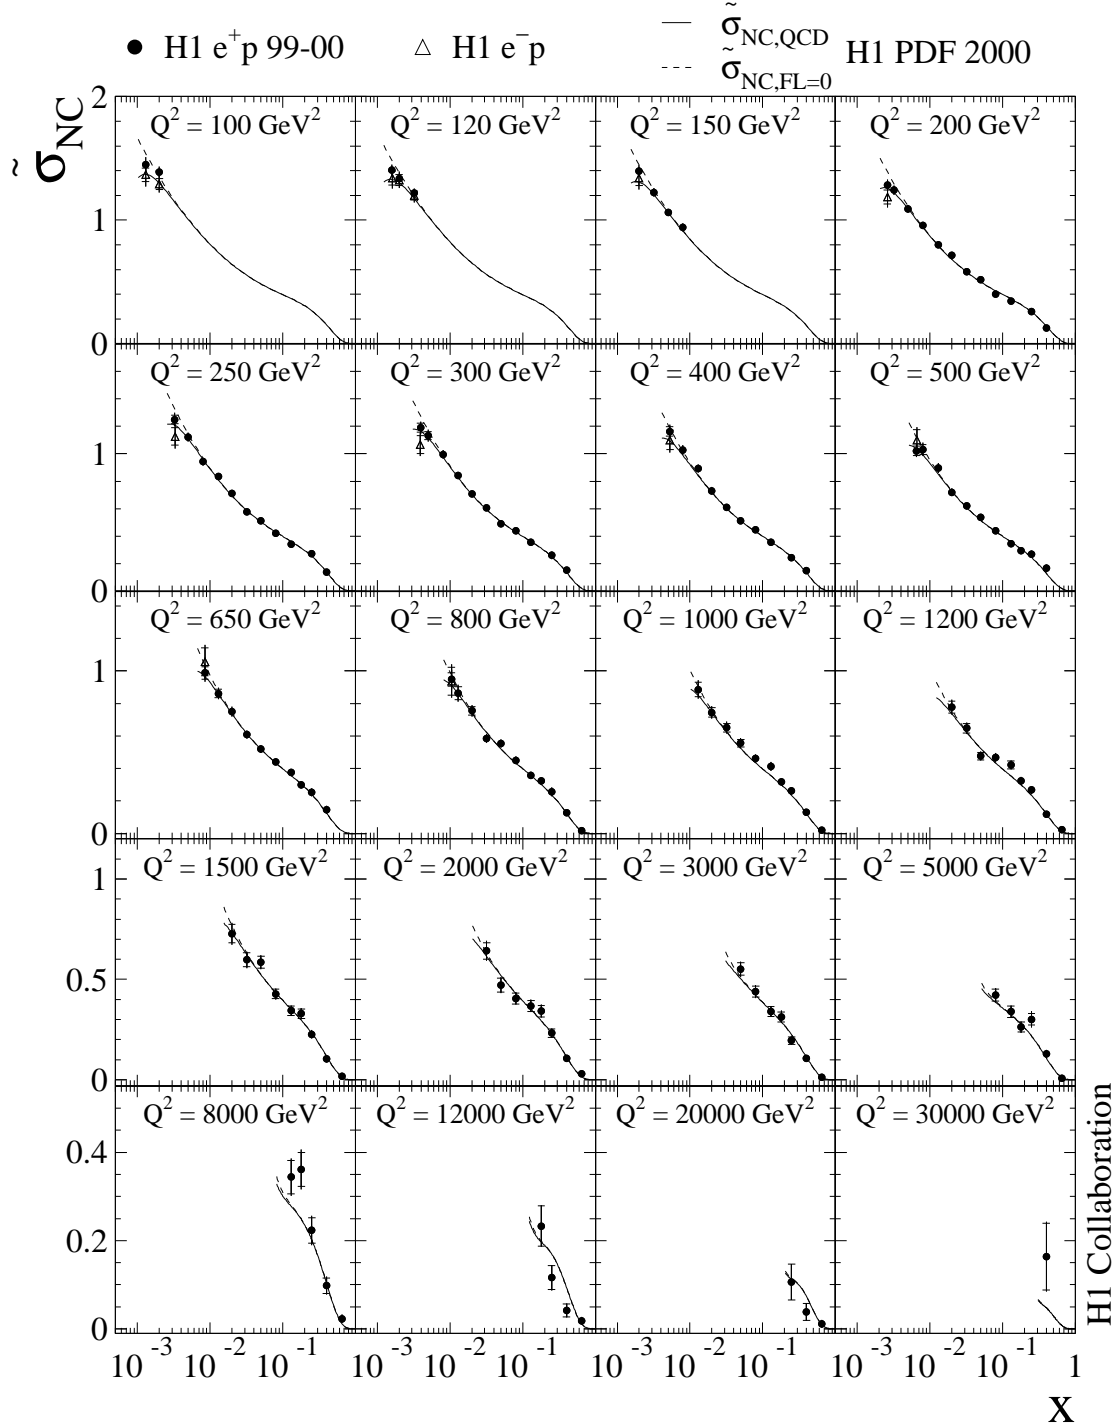 H1 e⁺p 99-00 H1 e⁻p σ̃NC,QCD H1 PDF 2000
σ̃NC,FL=0
σ̃NC
2 Q² = 100 GeV² Q² = 120 GeV² Q² = 150 GeV² Q² = 200 GeV²
1
0
Q² = 250 GeV² Q² = 300 GeV² Q² = 400 GeV² Q² = 500 GeV²
1
0
Q² = 650 GeV² Q² = 800 GeV² Q² = 1000 GeV² Q² = 1200 GeV²
1
0
1 Q² = 1500 GeV² Q² = 2000 GeV² Q² = 3000 GeV² Q² = 5000 GeV²
0.5
0
Q² = 8000 GeV² Q² = 12000 GeV² Q² = 20000 GeV² Q² = 30000 GeV²
0.4
0.2
0
10⁻³ 10⁻² 10⁻¹ 10⁻³ 10⁻² 10⁻¹ 10⁻³ 10⁻² 10⁻¹ 10⁻³ 10⁻² 10⁻¹ 1
x
H1 Collaboration